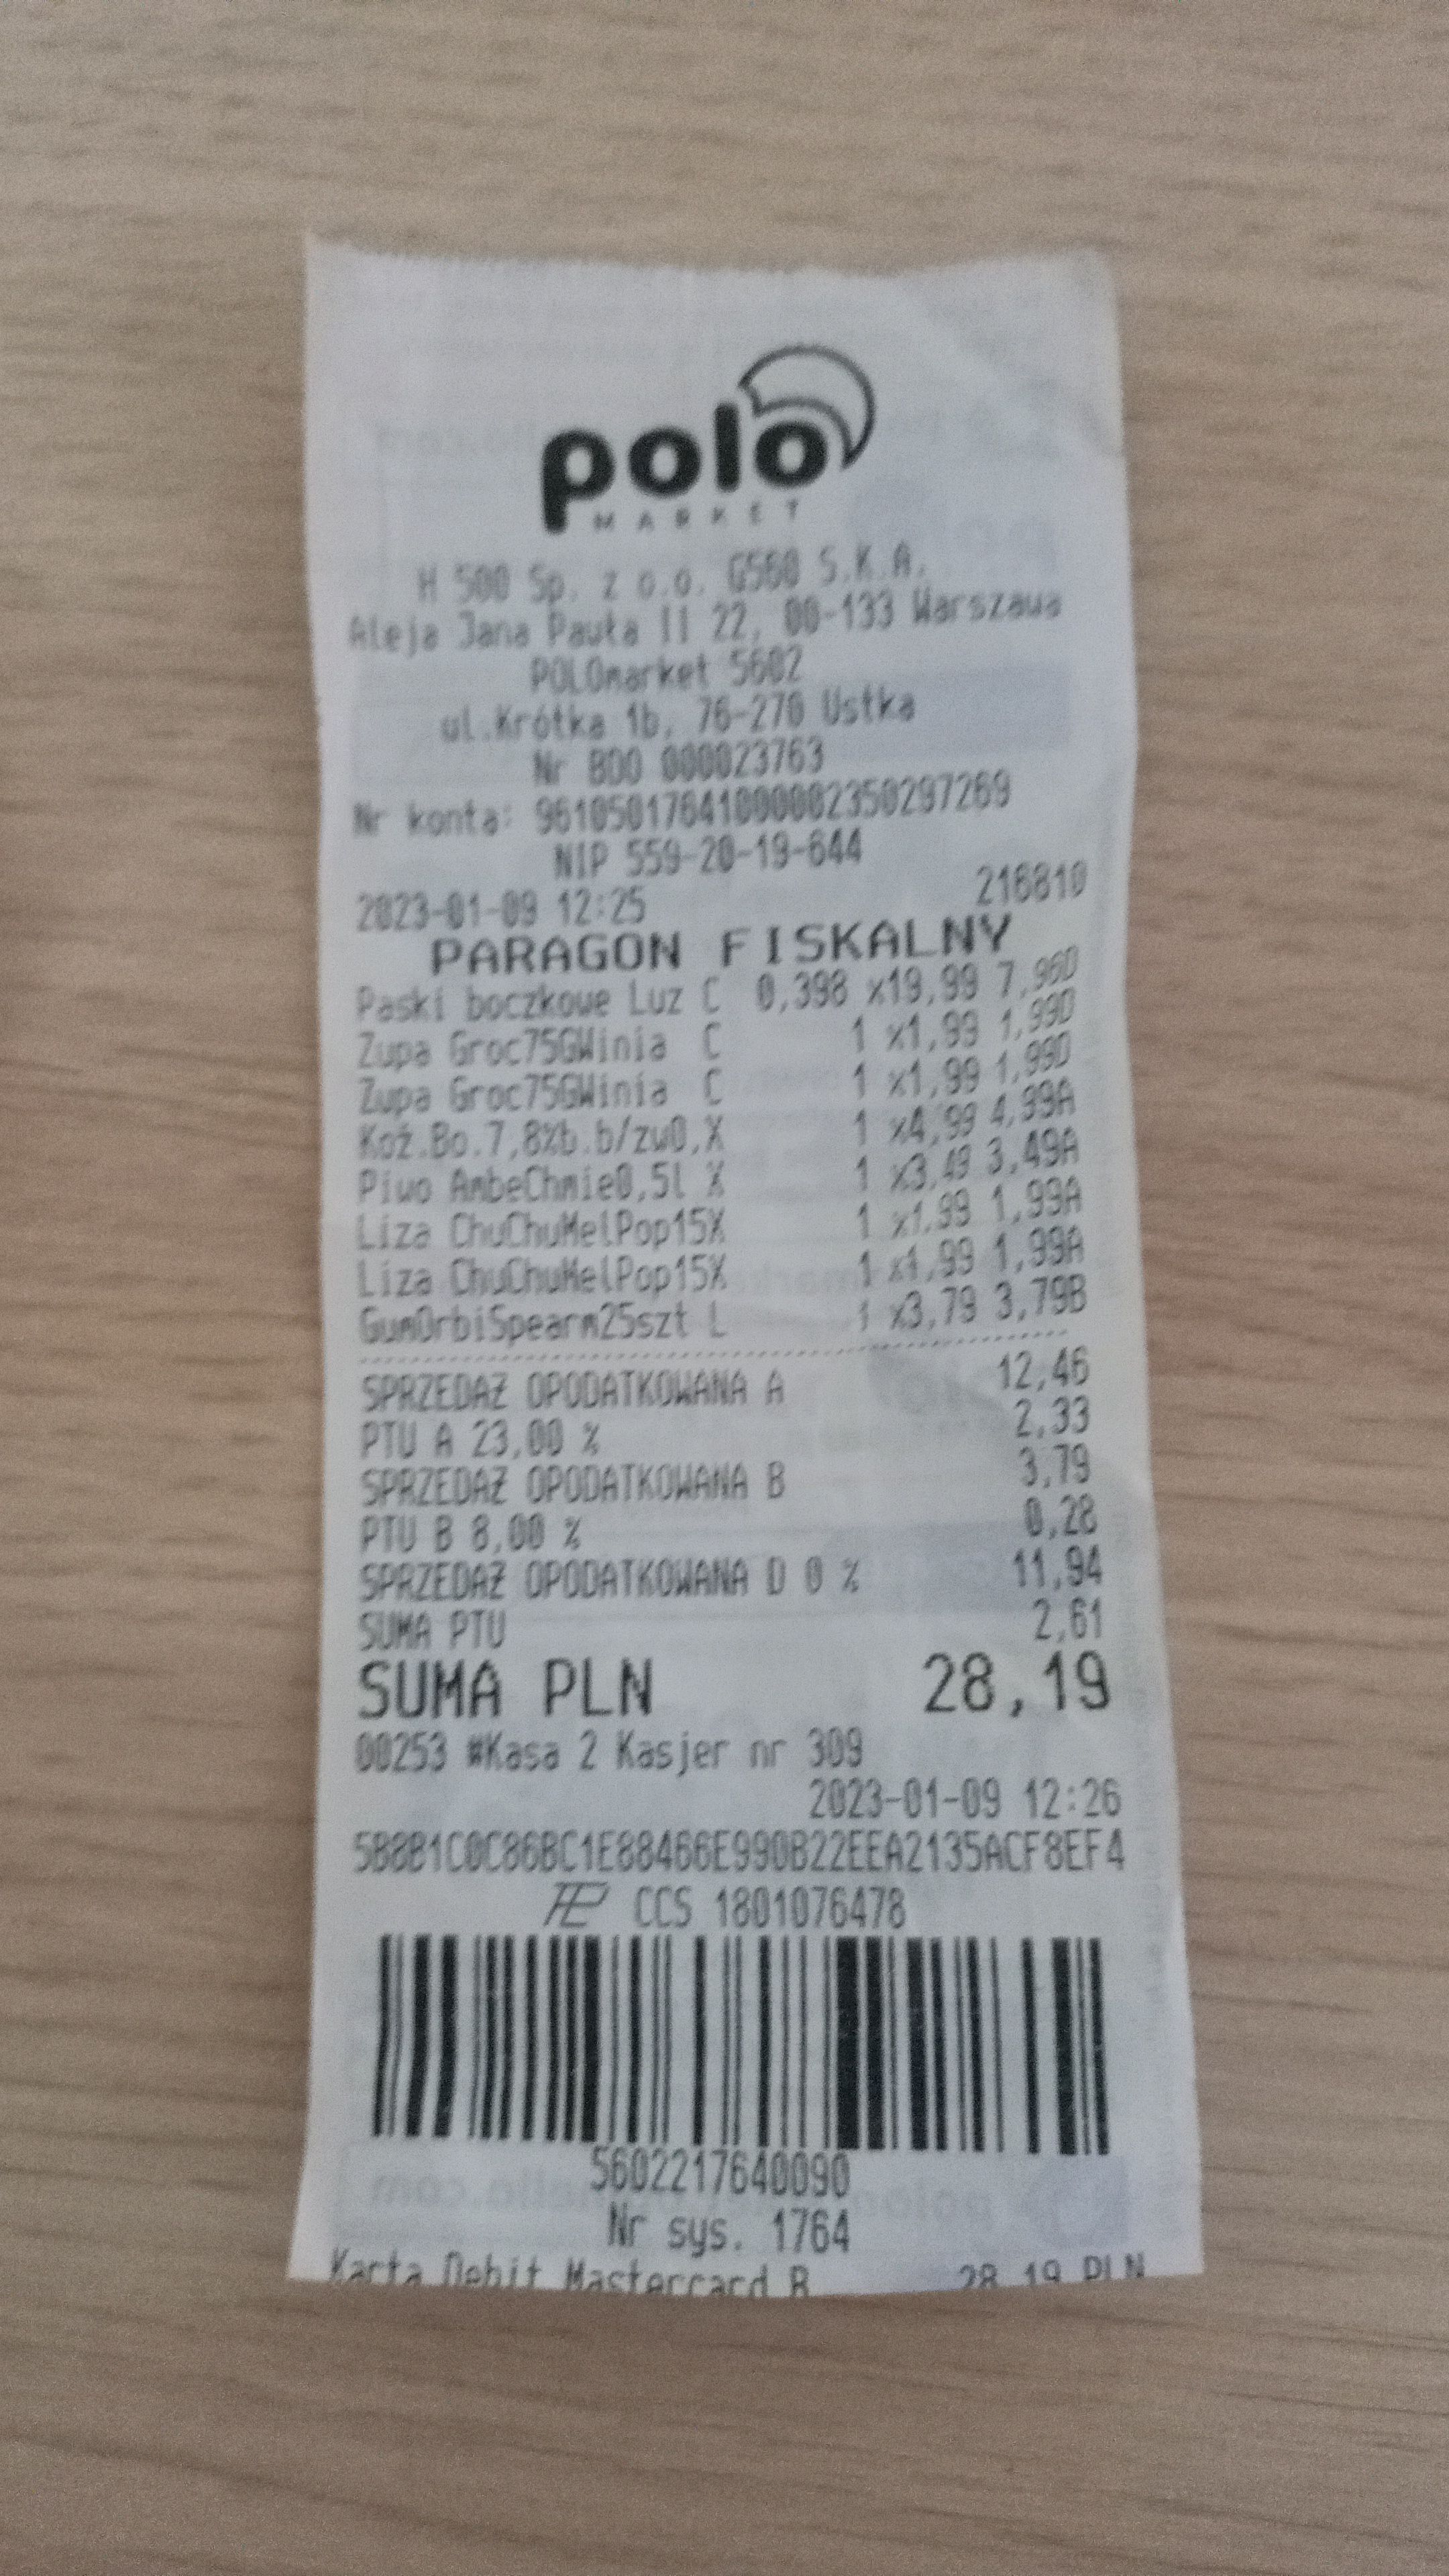 polo
MARKET
H 500 Sp. z o.o. G560 S.K.A.
Aleja Jana Pawła II 22, 00-133 Warszawa
POLOmarket 5602
ul.Krótka 1b, 76-270 Ustka
Nr BDO 000023763
Nr konta: 96105017641000002350297269
NIP 559-20-19-644
2023-01-09 12:25 216810
PARAGON FISKALNY
Paski boczkowe Luz C 0,398 x19,99 7,96D
Zupa Groc75GWinia C 1 x1,99 1,99D
Zupa Groc75GWinia C 1 x1,99 1,99D
Koź.Bo.7,8%b.b/zw0,X 1 x4,99 4,99A
Piwo AmbeChmie0,5l X 1 x3,49 3,49A
Liza ChuChuMelPop15X 1 x1,99 1,99A
Liza ChuChuMelPop15X 1 x1,99 1,99A
GumOrbiSpearm25szt L 1 x3,79 3,79B
SPRZEDAŻ OPODATKOWANA A 12,46
PTU A 23,00 % 2,33
SPRZEDAŻ OPODATKOWANA B 3,79
PTU B 8,00 % 0,28
SPRZEDAŻ OPODATKOWANA D 0 % 11,94
SUMA PTU 2,61
SUMA PLN 28,19
00253 #Kasa 2 Kasjer nr 309
2023-01-09 12:26
5B8B1C0C86BC1E88466E990B22EEA2135ACF8EF4
CCS 1801076478
5602217640090
Nr sys. 1764
Karta Debit Mastercard B 28,19 PLN